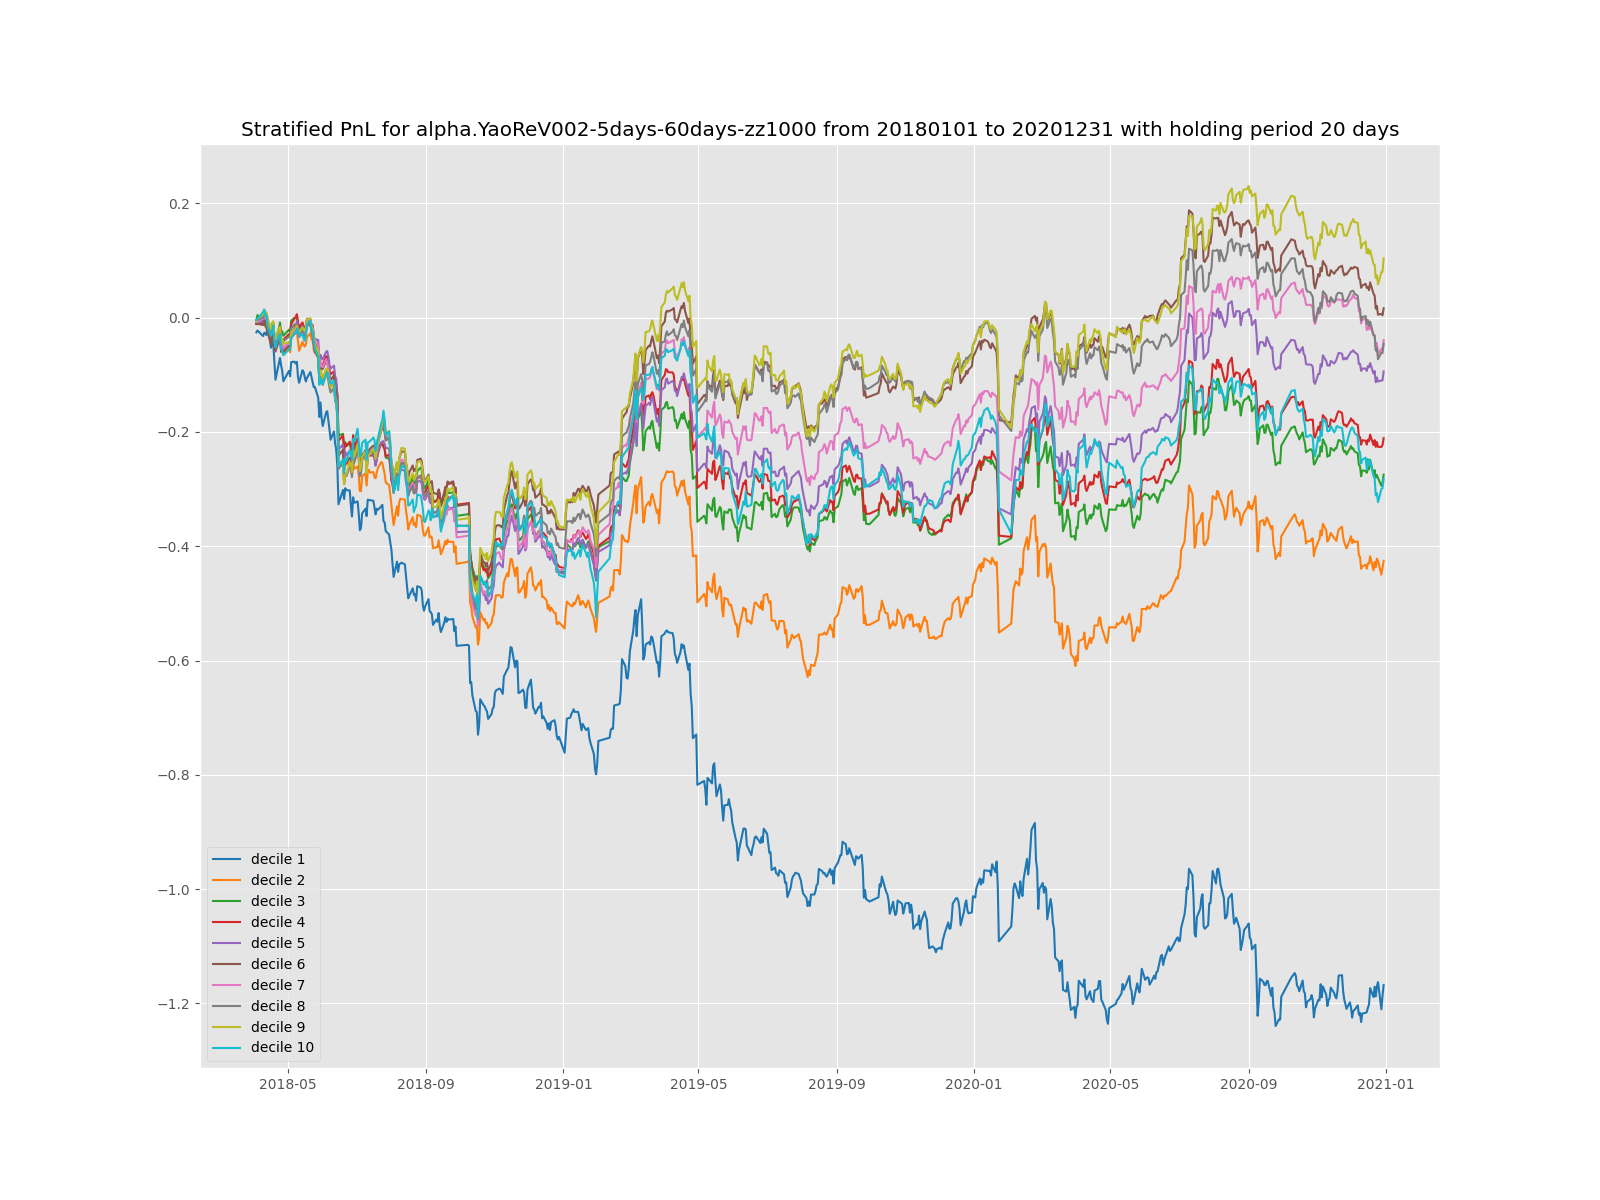 Stratified PnL for alpha.YaoReV002-5days-60days-zz1000 from 20180101 to 20201231 with holding period 20 days
0.2
0.0
−0.2
−0.4
−0.6
−0.8
−1.0
−1.2
decile 1
decile 2
decile 3
decile 4
decile 5
decile 6
decile 7
decile 8
decile 9
decile 10
2018-05 2018-09 2019-01 2019-05 2019-09 2020-01 2020-05 2020-09 2021-01